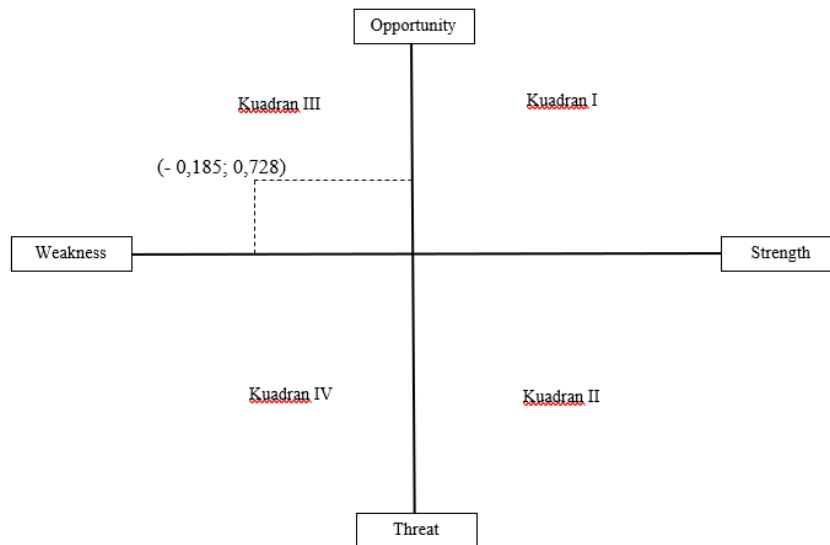 Opportunity
Kuadran III
Kuadran I
(- 0,185; 0,728)
Weakness
Strength
Kuadran IV
Kuadran II
Threat